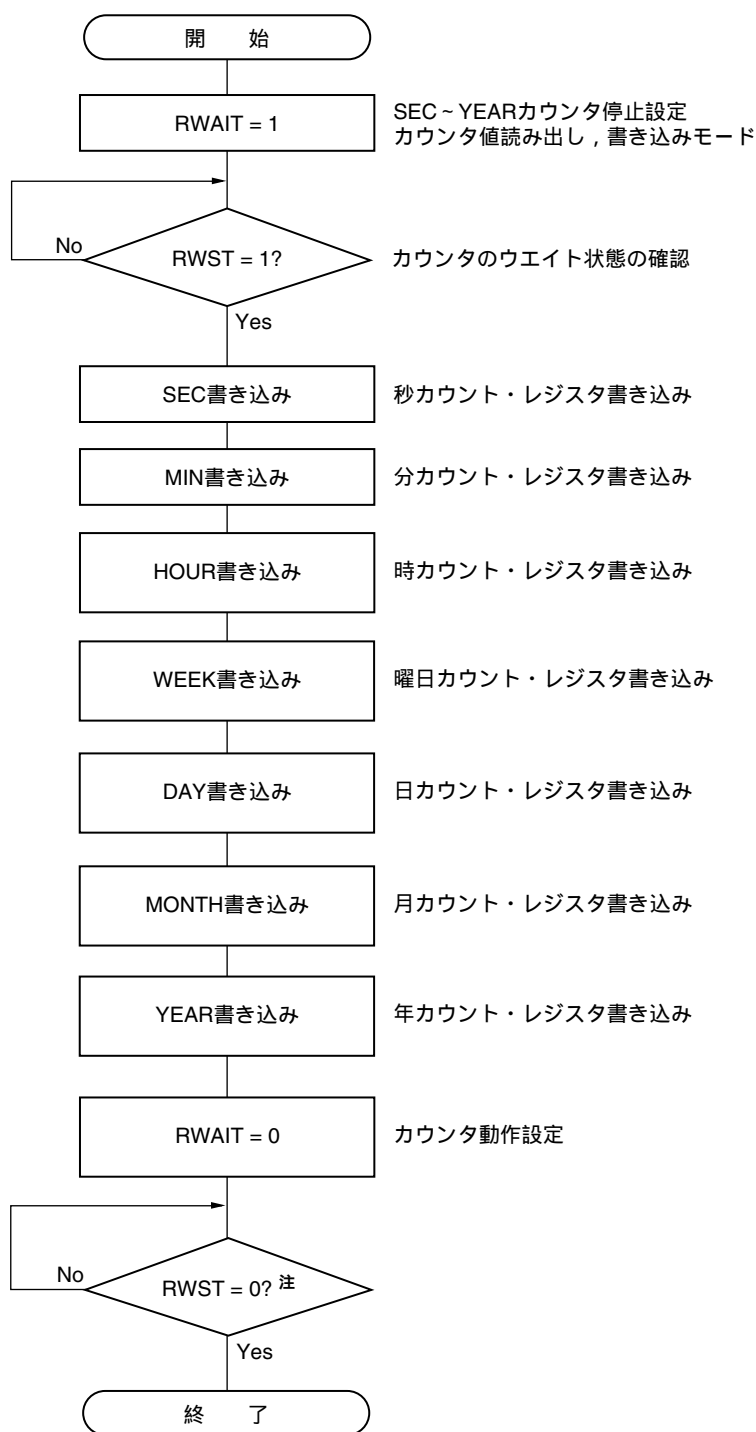 開　　始
RWAIT = 1
SEC～YEARカウンタ停止設定
カウンタ値読み出し，書き込みモード
No
RWST = 1?
カウンタのウエイト状態の確認
Yes
SEC書き込み
秒カウント・レジスタ書き込み
MIN書き込み
分カウント・レジスタ書き込み
HOUR書き込み
時カウント・レジスタ書き込み
WEEK書き込み
曜日カウント・レジスタ書き込み
DAY書き込み
日カウント・レジスタ書き込み
MONTH書き込み
月カウント・レジスタ書き込み
YEAR書き込み
年カウント・レジスタ書き込み
RWAIT = 0
カウンタ動作設定
No
RWST = 0? 注
Yes
終　　了